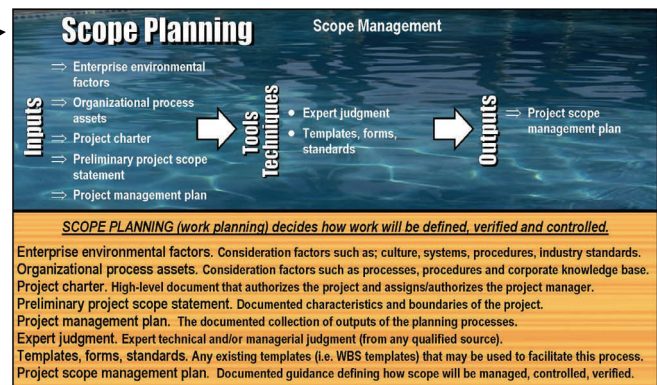 Scope Planning
Scope Management
Inputs
⇒ Enterprise environmental
factors
⇒ Organizational process
assets
⇒ Project charter
⇒ Preliminary project scope
statement
⇒ Project management plan
Tools
Techniques
• Expert judgment
• Templates, forms,
standards
Outputs
⇒ Project scope
management plan
SCOPE PLANNING (work planning) decides how work will be defined, verified and controlled.
Enterprise environmental factors. Consideration factors such as; culture, systems, procedures, industry standards.
Organizational process assets. Consideration factors such as processes, procedures and corporate knowledge base.
Project charter. High-level document that authorizes the project and assigns/authorizes the project manager.
Preliminary project scope statement. Documented characteristics and boundaries of the project.
Project management plan. The documented collection of outputs of the planning processes.
Expert judgment. Expert technical and/or managerial judgment (from any qualified source).
Templates, forms, standards. Any existing templates (i.e. WBS templates) that may be used to facilitate this process.
Project scope management plan. Documented guidance defining how scope will be managed, controlled, verified.